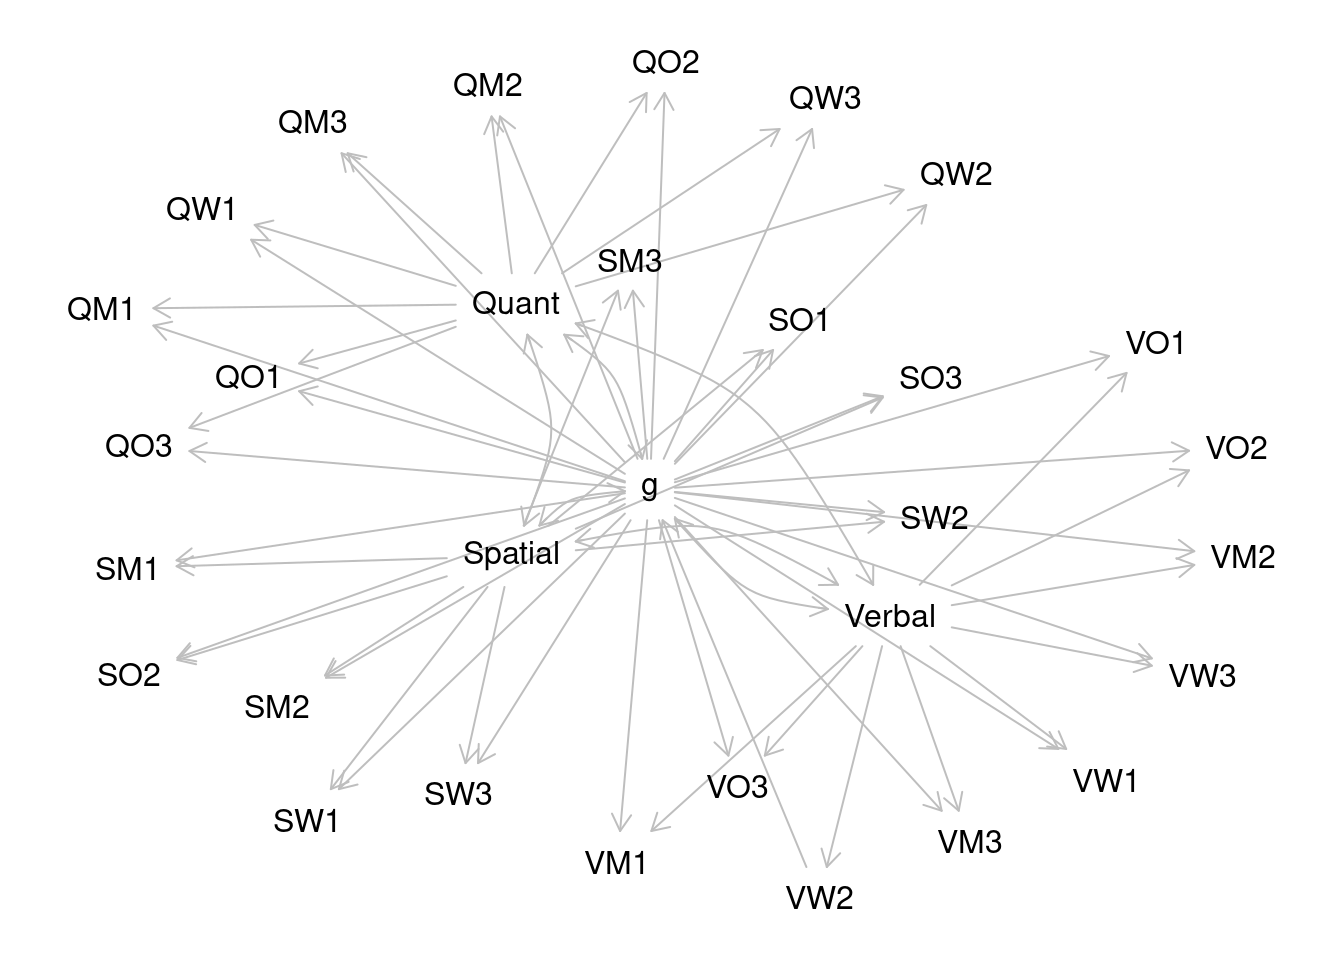 QO2
QM2
QW3
QM3
QW2
QW1
SM3
Quant
QM1
SO1
VO1
QO1
SO3
QO3
VO2
g
SW2
Spatial
VM2
SM1
Verbal
SO2
VW3
SM2
VW1
VO3
SW3
SW1
VM3
VM1
VW2